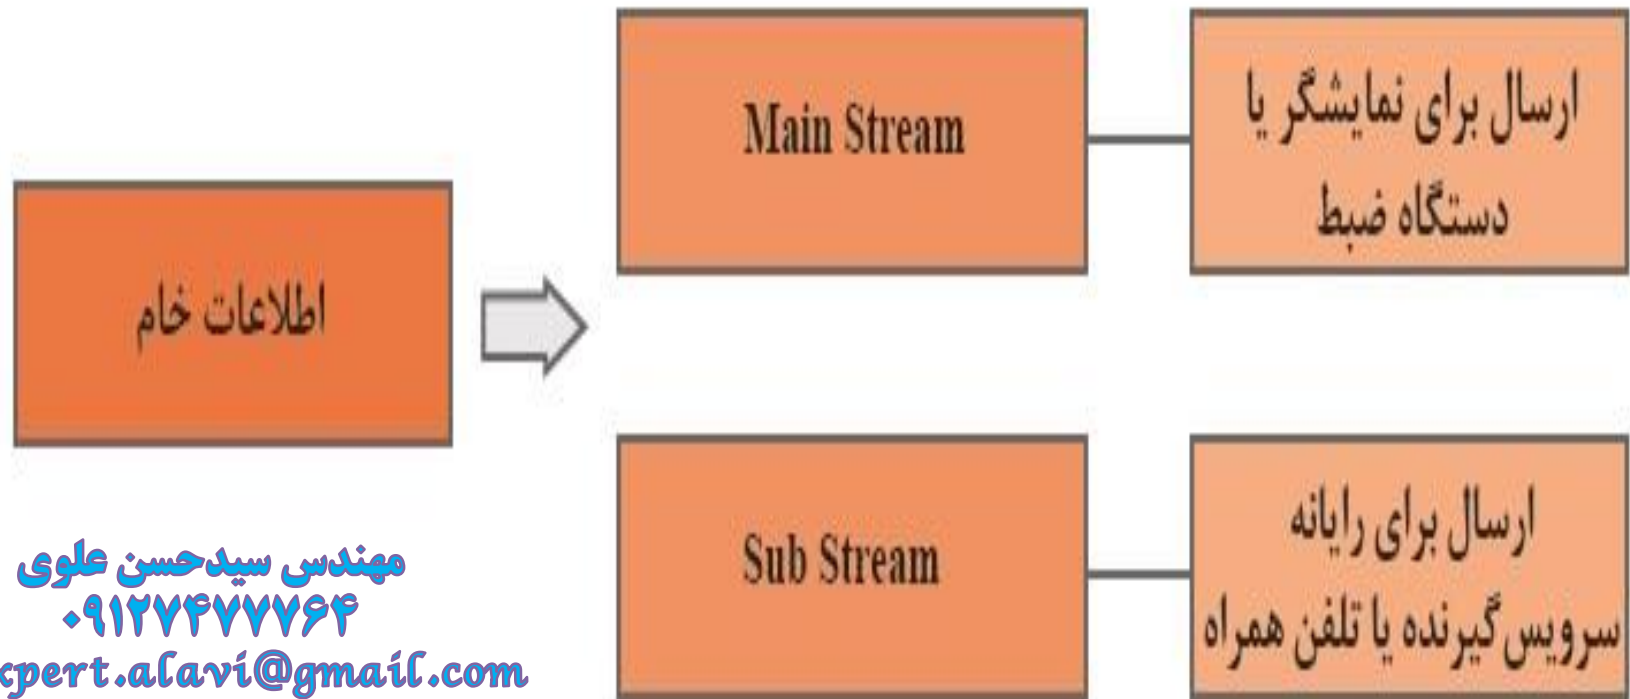 اطلاعات خام
Main Stream
ارسال برای نمایشگر یا
دستگاه ضبط
Sub Stream
ارسال برای رایانه
سرویس‌گیرنده یا تلفن همراه
مهندس سیدحسن علوی
۰۹۱۲۷۴۷۷۷۶۴
xpert.alavi@gmail.com